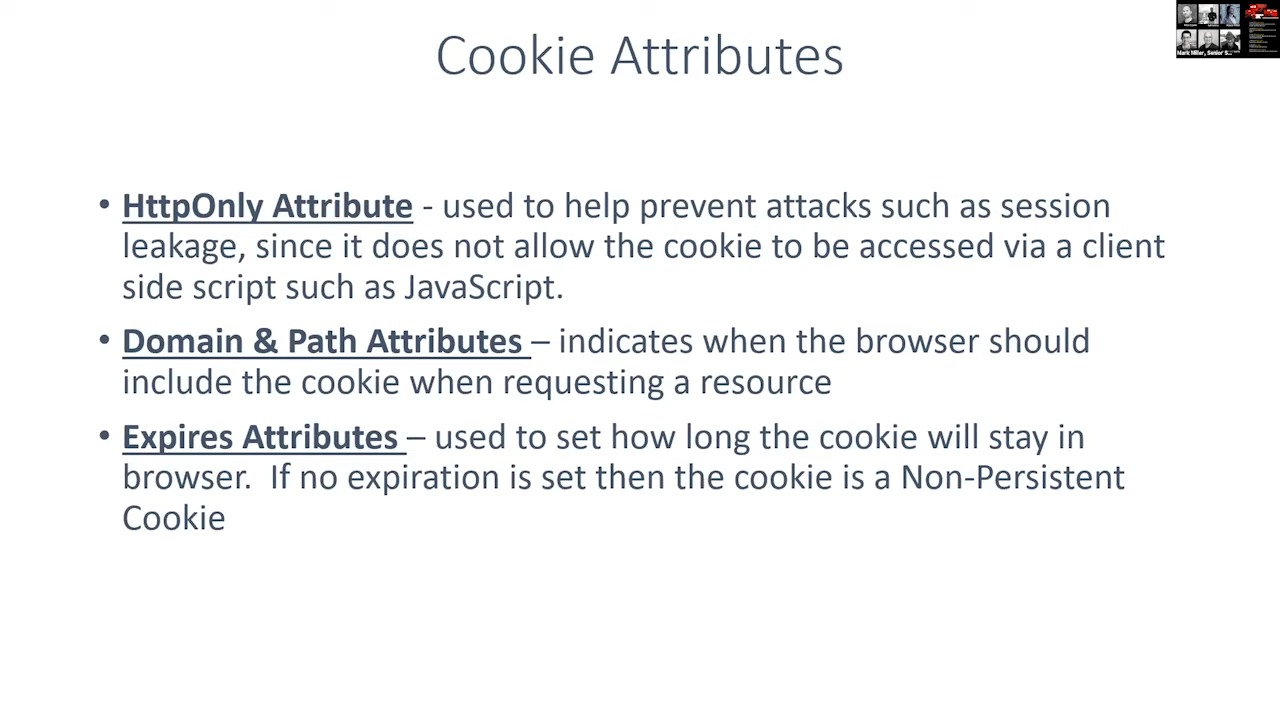 Cookie Attributes
• HttpOnly Attribute - used to help prevent attacks such as session
leakage, since it does not allow the cookie to be accessed via a client
side script such as JavaScript.
• Domain & Path Attributes – indicates when the browser should
include the cookie when requesting a resource
• Expires Attributes – used to set how long the cookie will stay in
browser.  If no expiration is set then the cookie is a Non-Persistent
Cookie
Mark Miller, Senior S...